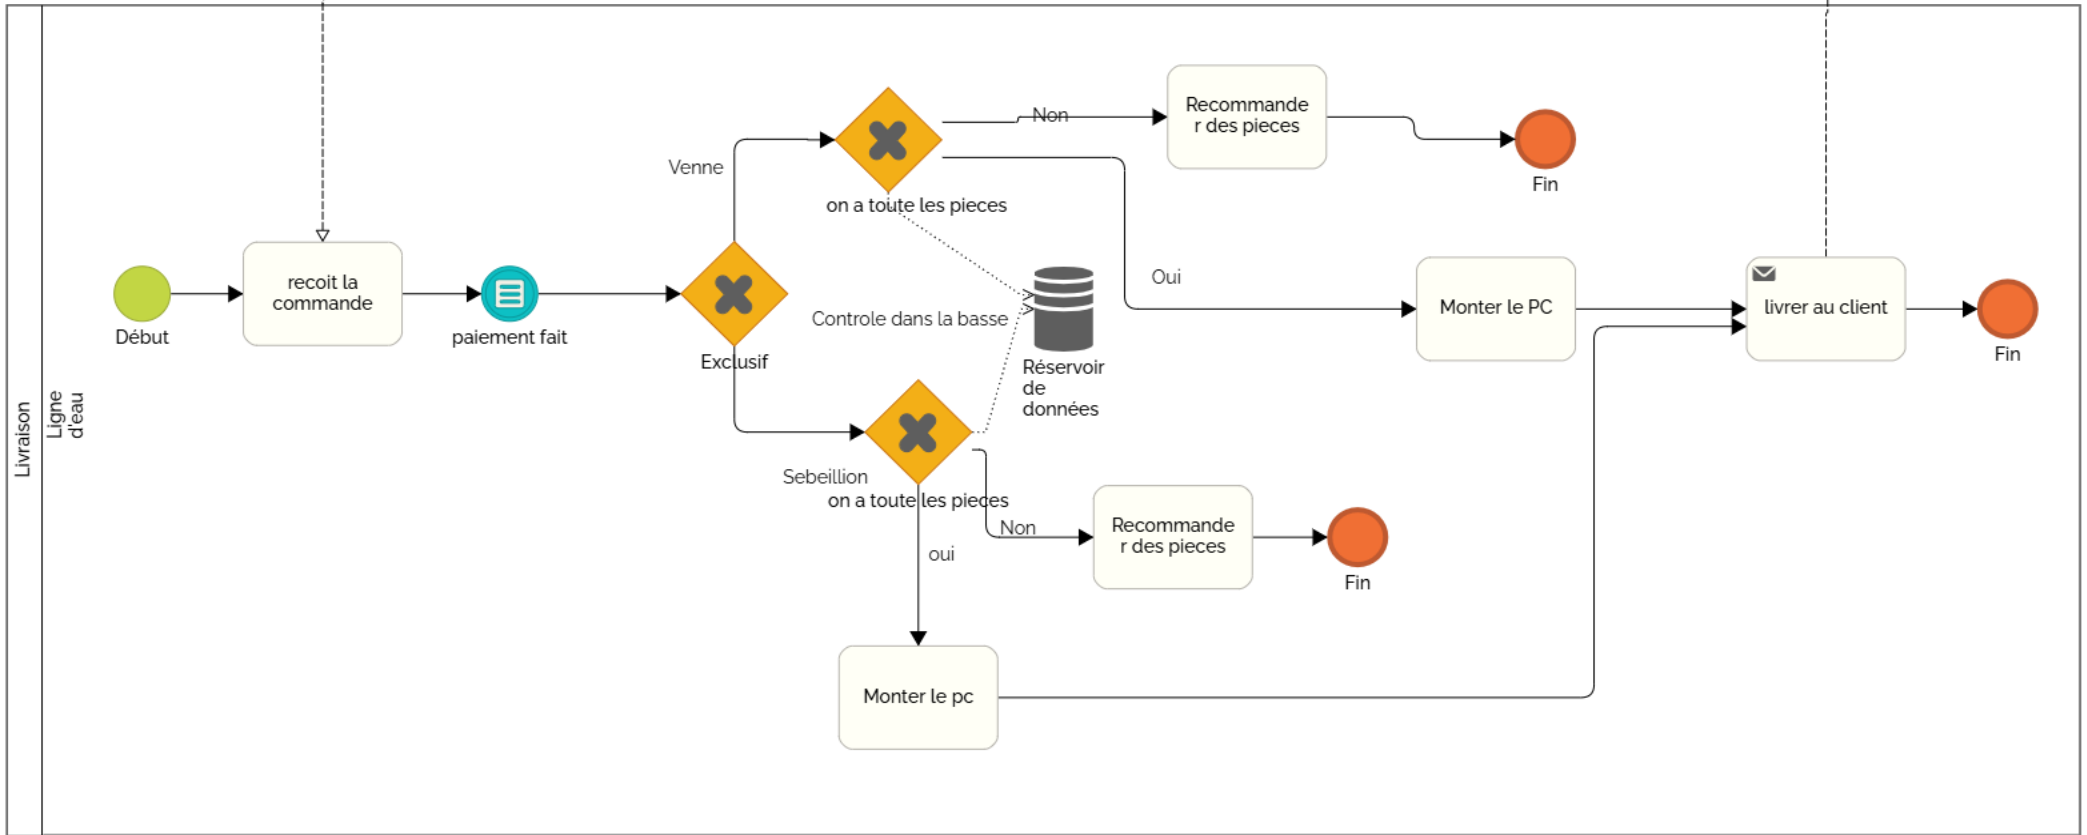 Livraison
Ligne
d'eau
Début
recoit la
commande
paiement fait
Exclusif
Venne
on a toute les pieces
Non
Recommande
r des pieces
Fin
Oui
Controle dans la basse
Réservoir
de
données
Monter le PC
livrer au client
Fin
Sebeillion
on a toute les pieces
Non
Recommande
r des pieces
Fin
oui
Monter le pc